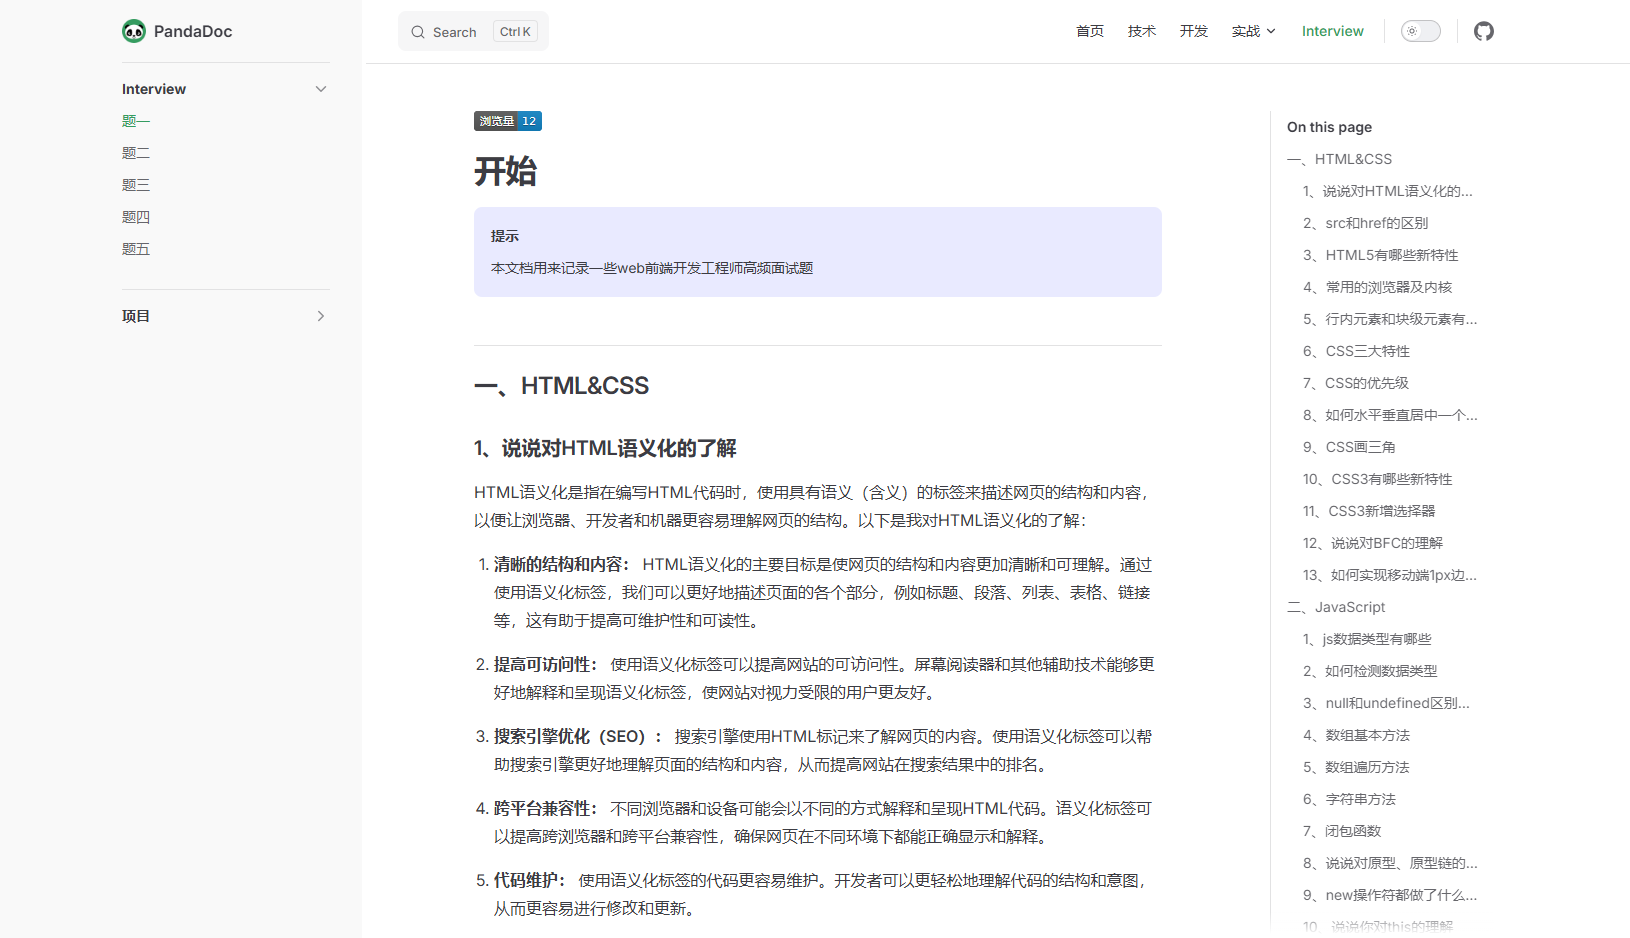 PandaDoc
Search Ctrl K
首页 技术 开发 实战 Interview
Interview
题一
题二
题三
题四
题五
项目
浏览量 12
开始
提示
本文档用来记录一些web前端开发工程师高频面试题
一、HTML&CSS
1、说说对HTML语义化的了解
HTML语义化是指在编写HTML代码时，使用具有语义（含义）的标签来描述网页的结构和内容，
以便让浏览器、开发者和机器更容易理解网页的结构。以下是我对HTML语义化的了解：
1. 清晰的结构和内容： HTML语义化的主要目标是使网页的结构和内容更加清晰和可理解。通过
使用语义化标签，我们可以更好地描述页面的各个部分，例如标题、段落、列表、表格、链接
等，这有助于提高可维护性和可读性。
2. 提高可访问性： 使用语义化标签可以提高网站的可访问性。屏幕阅读器和其他辅助技术能够更
好地解释和呈现语义化标签，使网站对视力受限的用户更友好。
3. 搜索引擎优化（SEO）： 搜索引擎使用HTML标记来了解网页的内容。使用语义化标签可以帮
助搜索引擎更好地理解页面的结构和内容，从而提高网站在搜索结果中的排名。
4. 跨平台兼容性： 不同浏览器和设备可能会以不同的方式解释和呈现HTML代码。语义化标签可
以提高跨浏览器和跨平台兼容性，确保网页在不同环境下都能正确显示和解释。
5. 代码维护： 使用语义化标签的代码更容易维护。开发者可以更轻松地理解代码的结构和意图，
从而更容易进行修改和更新。
On this page
一、HTML&CSS
1、说说对HTML语义化的...
2、src和href的区别
3、HTML5有哪些新特性
4、常用的浏览器及内核
5、行内元素和块级元素有...
6、CSS三大特性
7、CSS的优先级
8、如何水平垂直居中一个...
9、CSS画三角
10、CSS3有哪些新特性
11、CSS3新增选择器
12、说说对BFC的理解
13、如何实现移动端1px边...
二、JavaScript
1、js数据类型有哪些
2、如何检测数据类型
3、null和undefined区别...
4、数组基本方法
5、数组遍历方法
6、字符串方法
7、闭包函数
8、说说对原型、原型链的...
9、new操作符都做了什么...
10、说说你对this的理解